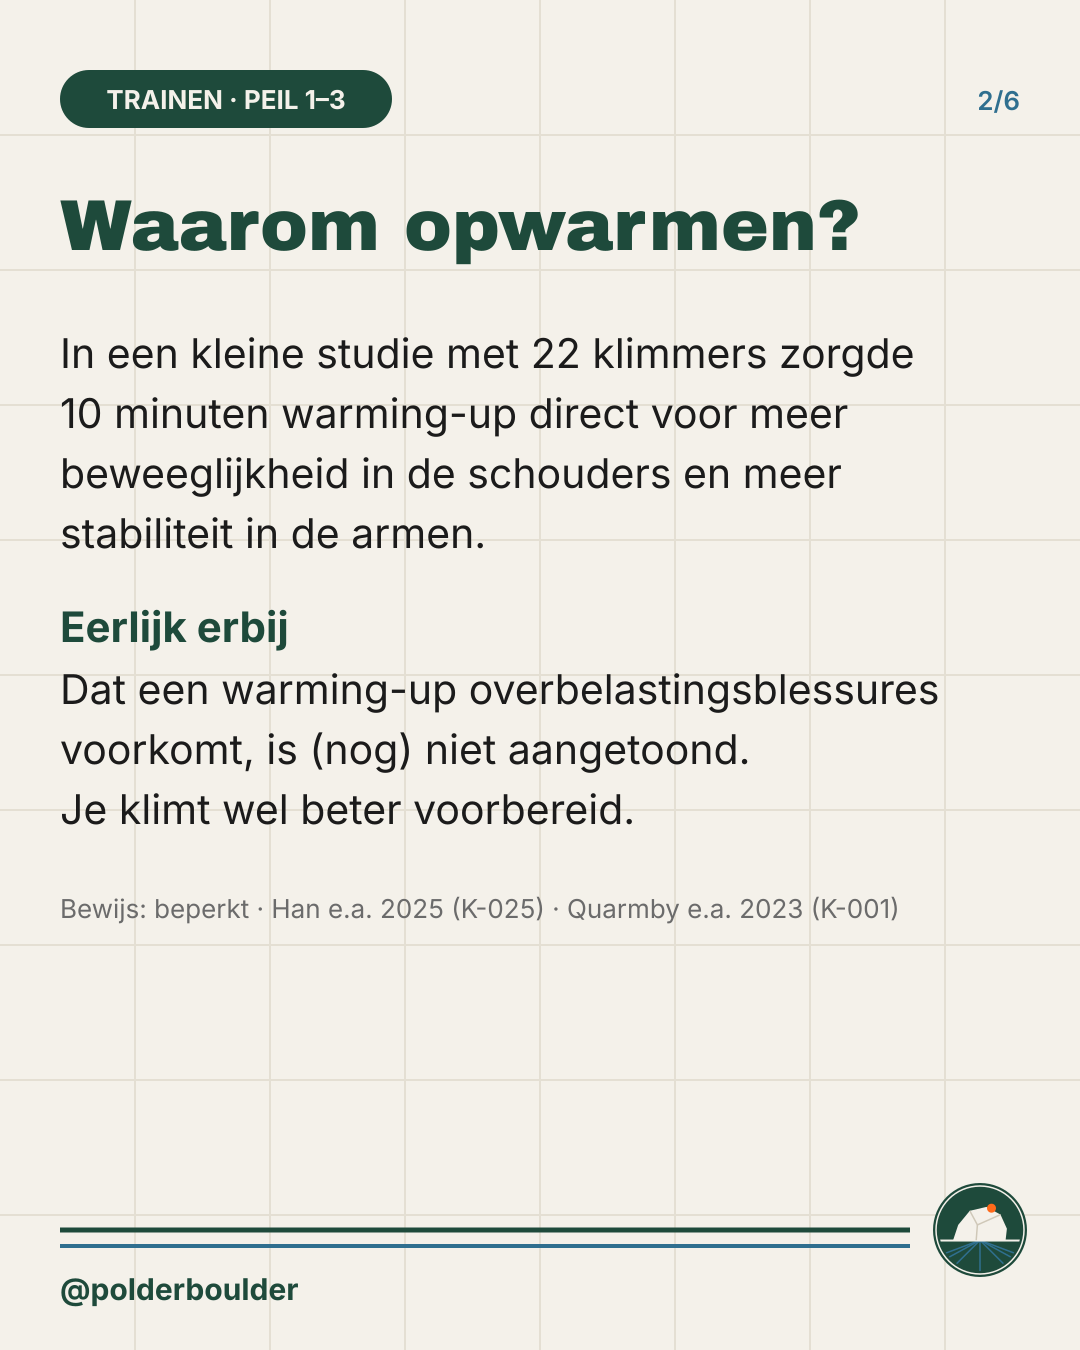 TRAINEN · PEIL 1–3
2/6
Waarom opwarmen?
In een kleine studie met 22 klimmers zorgde
10 minuten warming-up direct voor meer
beweeglijkheid in de schouders en meer
stabiliteit in de armen.
Eerlijk erbij
Dat een warming-up overbelastingsblessures
voorkomt, is (nog) niet aangetoond.
Je klimt wel beter voorbereid.
Bewijs: beperkt · Han e.a. 2025 (K-025) · Quarmby e.a. 2023 (K-001)
@polderboulder